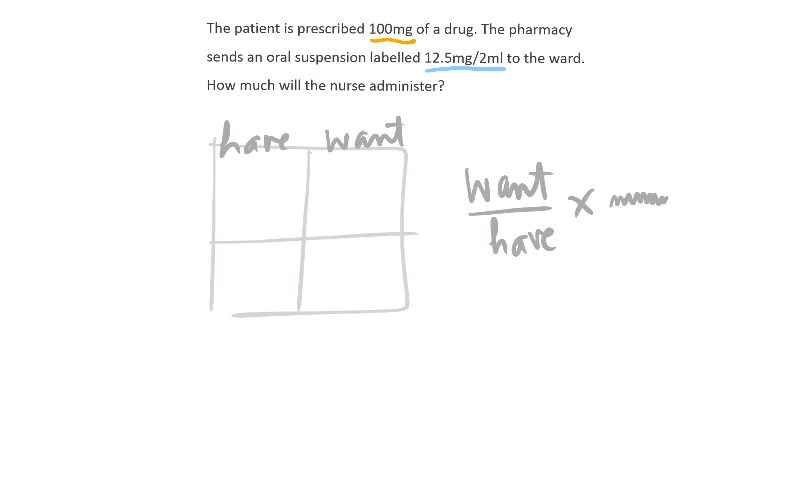 The patient is prescribed 100mg of a drug. The pharmacy
sends an oral suspension labelled 12.5mg/2ml to the ward.
How much will the nurse administer?
have want
want
have
×